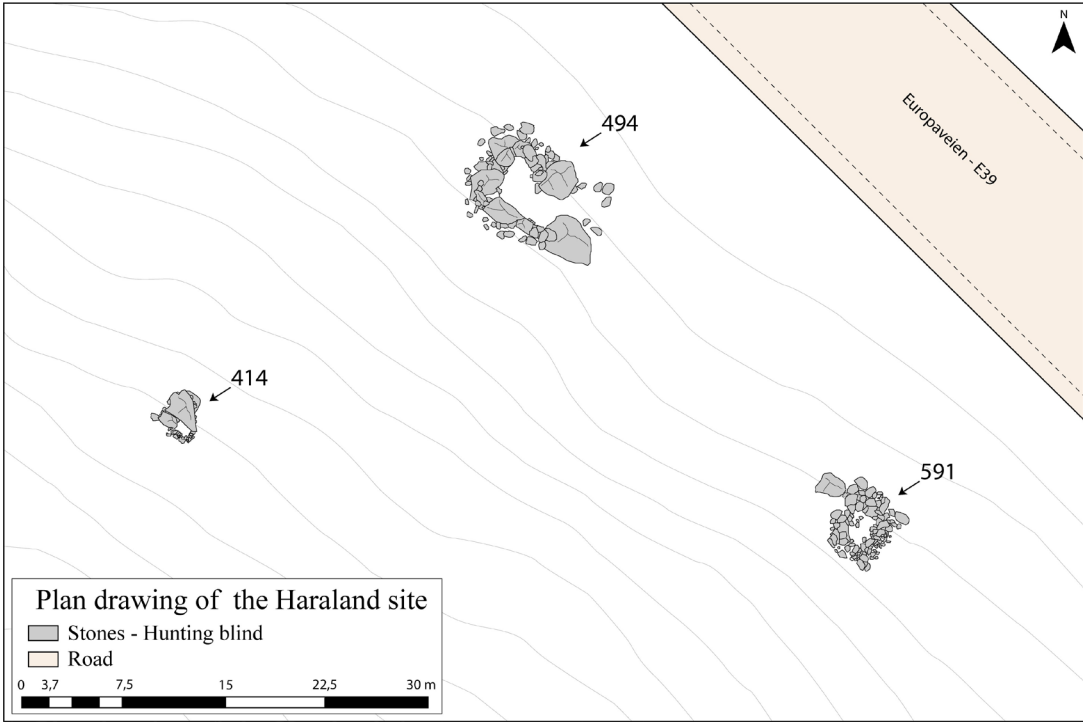 N
494
Europaveien - E39
414
591
Plan drawing of the Haraland site
Stones - Hunting blind
Road
0 3,7 7,5 15 22,5 30 m